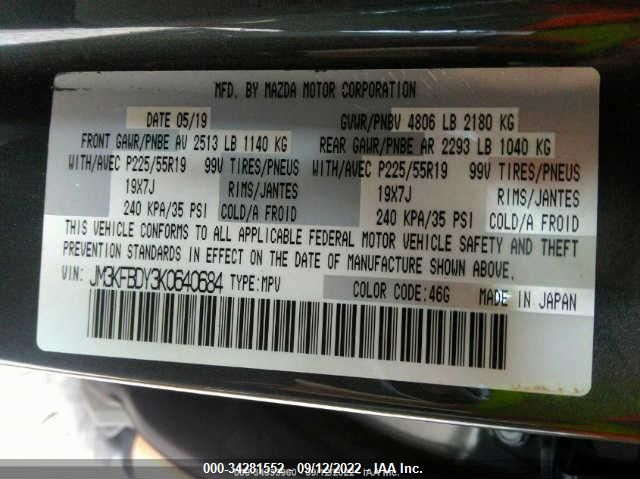 MFD. BY MAZDA MOTOR CORPORATION
DATE 05/19 GVWR/PNBV 4806 LB 2180 KG
FRONT GAWR/PNBE AV 2513 LB 1140 KG REAR GAWR/PNBE AR 2293 LB 1040 KG
WITH/AVEC P225/55R19 99V TIRES/PNEUS WITH/AVEC P225/55R19 99V TIRES/PNEUS
19X7J RIMS/JANTES 19X7J RIMS/JANTES
240 KPA/35 PSI COLD/A FROID 240 KPA/35 PSI COLD/A FROID
THIS VEHICLE CONFORMS TO ALL APPLICABLE FEDERAL MOTOR VEHICLE SAFETY AND THEFT
PREVENTION STANDARDS IN EFFECT ON THE DATE OF MANUFACTURE SHOWN ABOVE.
VIN: JM3KFBDY3K0640684 TYPE:MPV COLOR CODE:46G MADE IN JAPAN
000-34281552 - 09/12/2022 - IAA Inc.